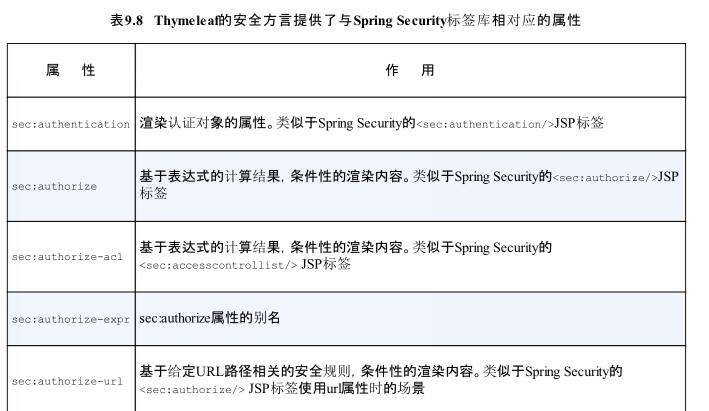 表9.8 Thymeleaf的安全方言提供了与Spring Security标签库相对应的属性
属 性
作 用
sec:authentication
渲染认证对象的属性。类似于Spring Security的<sec:authentication/>JSP标签
sec:authorize
基于表达式的计算结果，条件性的渲染内容。类似于Spring Security的<sec:authorize/>JSP
标签
sec:authorize-acl
基于表达式的计算结果，条件性的渲染内容。类似于Spring Security的
<sec:accesscontrollist/> JSP标签
sec:authorize-expr
sec:authorize属性的别名
sec:authorize-url
基于给定URL路径相关的安全规则，条件性的渲染内容。类似于Spring Security的
<sec:authorize/> JSP标签使用url属性时的场景